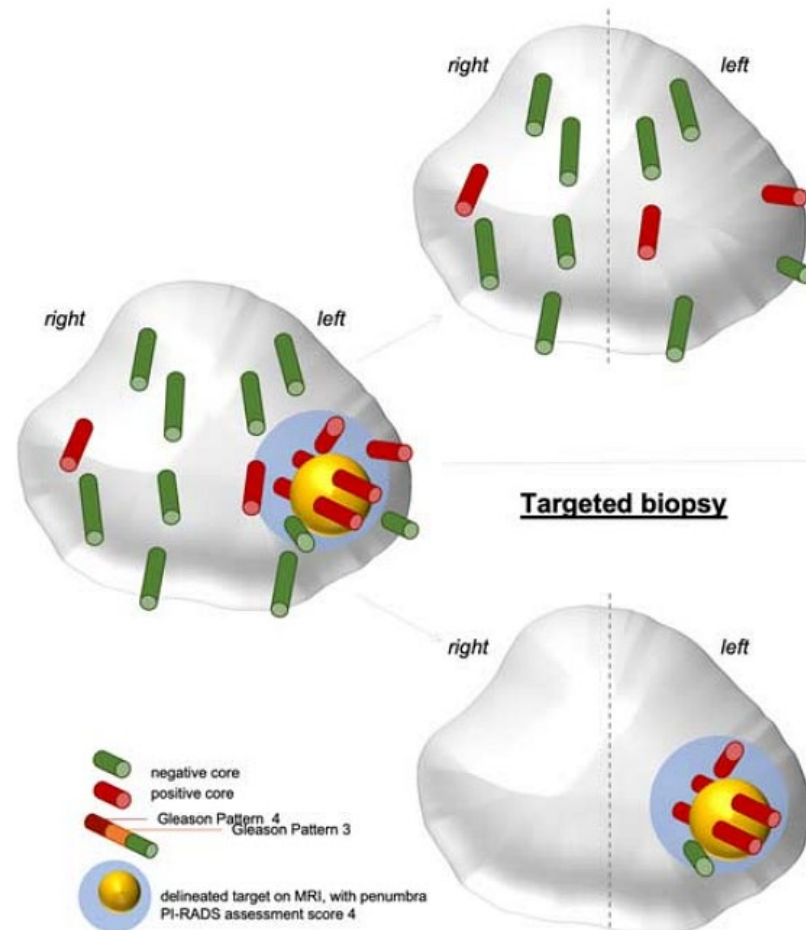 right left
right left
Targeted biopsy
right left
negative core
positive core
Gleason Pattern 4
Gleason Pattern 3
delineated target on MRI, with penumbra
PI-RADS assessment score 4